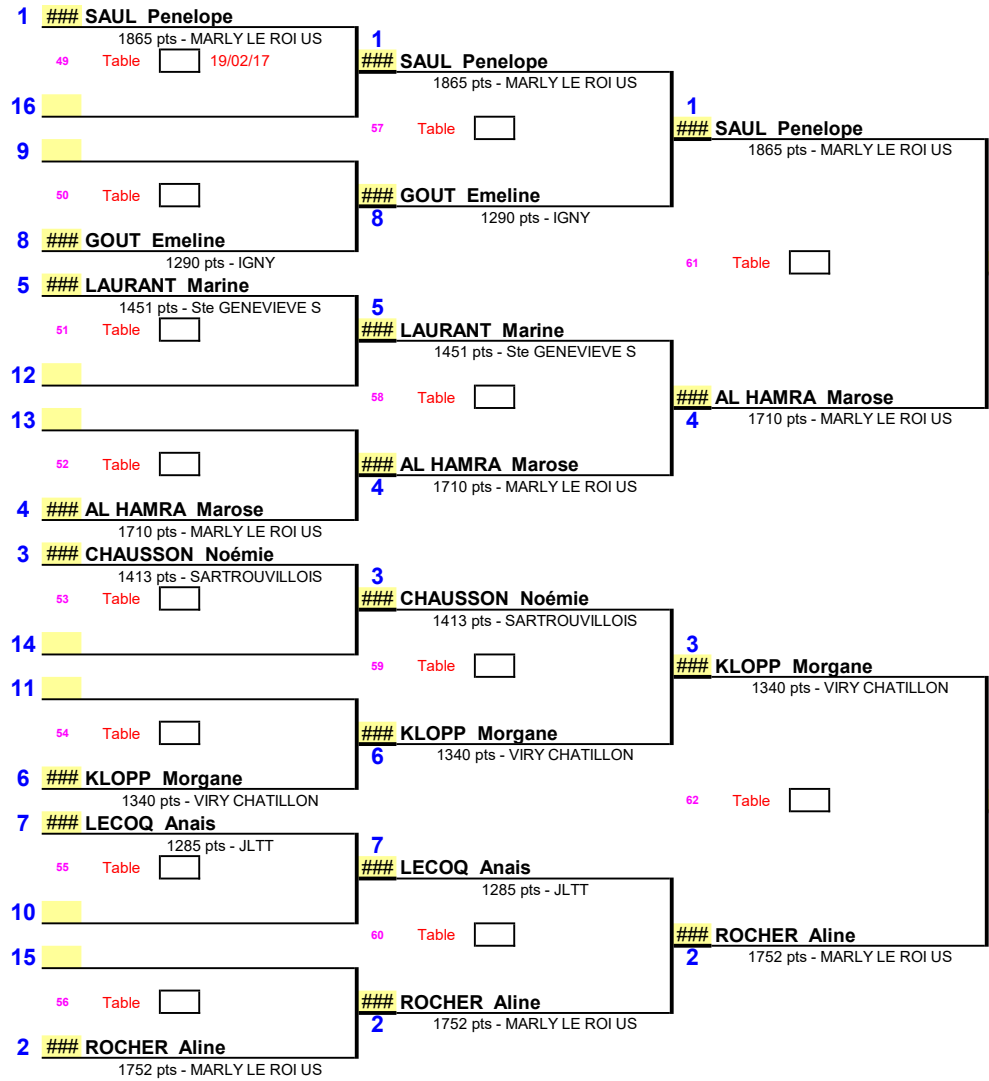 1 ### SAUL Penelope
1865 pts - MARLY LE ROI US
49 Table 19/02/17
16
9
50 Table
8 ### GOUT Emeline
1290 pts - IGNY
5 ### LAURANT Marine
1451 pts - Ste GENEVIEVE S
51 Table
12
13
52 Table
4 ### AL HAMRA Marose
1710 pts - MARLY LE ROI US
3 ### CHAUSSON Noémie
1413 pts - SARTROUVILLOIS
53 Table
14
11
54 Table
6 ### KLOPP Morgane
1340 pts - VIRY CHATILLON
7 ### LECOQ Anais
1285 pts - JLTT
55 Table
10
15
56 Table
2 ### ROCHER Aline
1752 pts - MARLY LE ROI US
1
### SAUL Penelope
1865 pts - MARLY LE ROI US
57 Table
### GOUT Emeline
8 1290 pts - IGNY
5
### LAURANT Marine
1451 pts - Ste GENEVIEVE S
58 Table
### AL HAMRA Marose
4 1710 pts - MARLY LE ROI US
3
### CHAUSSON Noémie
1413 pts - SARTROUVILLOIS
59 Table
### KLOPP Morgane
6 1340 pts - VIRY CHATILLON
7
### LECOQ Anais
1285 pts - JLTT
60 Table
### ROCHER Aline
2 1752 pts - MARLY LE ROI US
1
### SAUL Penelope
1865 pts - MARLY LE ROI US
61 Table
### AL HAMRA Marose
4 1710 pts - MARLY LE ROI US
3
### KLOPP Morgane
1340 pts - VIRY CHATILLON
62 Table
### ROCHER Aline
2 1752 pts - MARLY LE ROI US